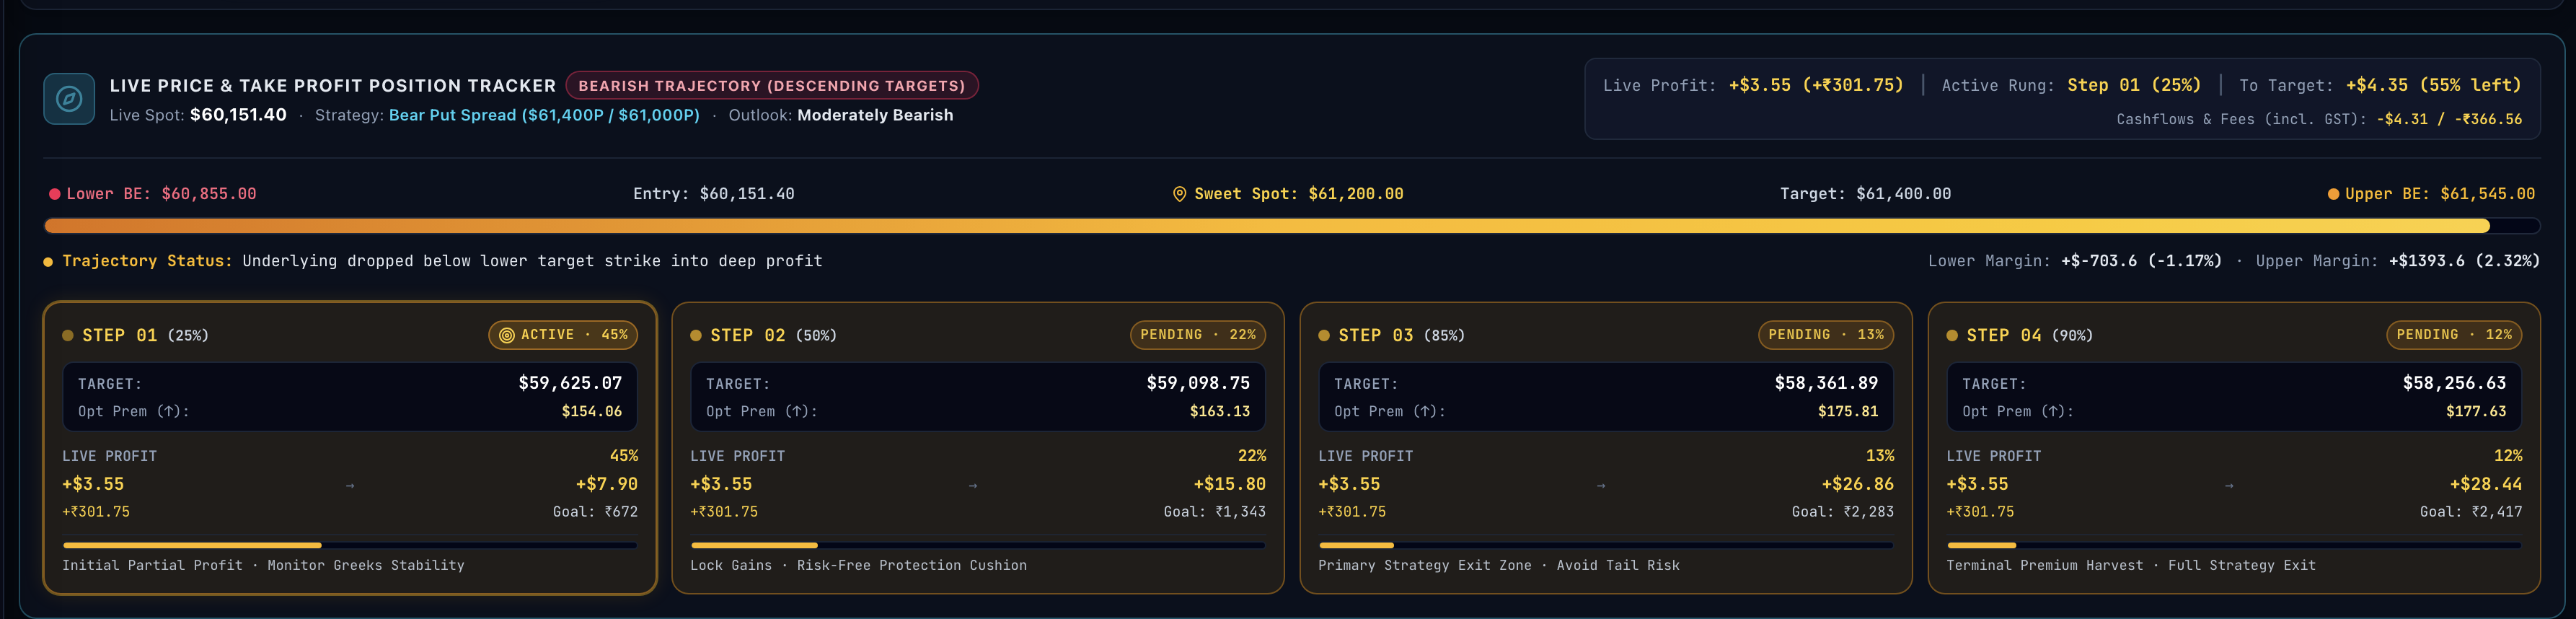 LIVE PRICE & TAKE PROFIT POSITION TRACKER BEARISH TRAJECTORY (DESCENDING TARGETS)
Live Spot: $60,151.40 · Strategy: Bear Put Spread ($61,400P / $61,000P) · Outlook: Moderately Bearish
Live Profit: +$3.55 (+₹301.75) | Active Rung: Step 01 (25%) | To Target: +$4.35 (55% left)
Cashflows & Fees (incl. GST): -$4.31 / -₹366.56
Lower BE: $60,855.00 Entry: $60,151.40 Sweet Spot: $61,200.00 Target: $61,400.00 Upper BE: $61,545.00
Trajectory Status: Underlying dropped below lower target strike into deep profit
Lower Margin: +$-703.6 (-1.17%) · Upper Margin: +$1393.6 (2.32%)
STEP 01 (25%) ACTIVE · 45%
TARGET: $59,625.07
Opt Prem (↑): $154.06
LIVE PROFIT 45%
+$3.55 → +$7.90
+₹301.75 Goal: ₹672
Initial Partial Profit · Monitor Greeks Stability
STEP 02 (50%) PENDING · 22%
TARGET: $59,098.75
Opt Prem (↑): $163.13
LIVE PROFIT 22%
+$3.55 → +$15.80
+₹301.75 Goal: ₹1,343
Lock Gains · Risk-Free Protection Cushion
STEP 03 (85%) PENDING · 13%
TARGET: $58,361.89
Opt Prem (↑): $175.81
LIVE PROFIT 13%
+$3.55 → +$26.86
+₹301.75 Goal: ₹2,283
Primary Strategy Exit Zone · Avoid Tail Risk
STEP 04 (90%) PENDING · 12%
TARGET: $58,256.63
Opt Prem (↑): $177.63
LIVE PROFIT 12%
+$3.55 → +$28.44
+₹301.75 Goal: ₹2,417
Terminal Premium Harvest · Full Strategy Exit